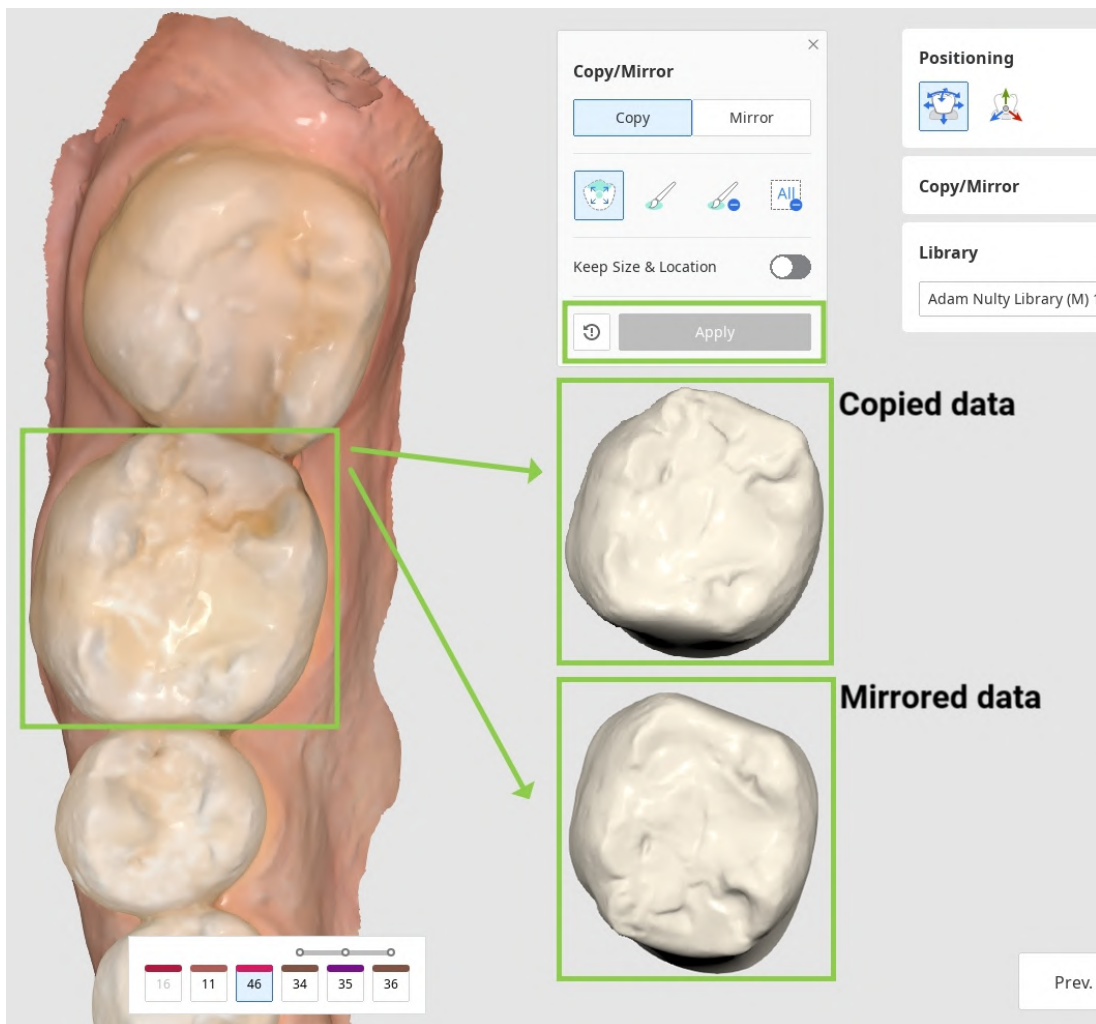 Copy/Mirror
Copy
Mirror
All
Keep Size & Location
Apply
Positioning
Copy/Mirror
Library
Adam Nulty Library (M) 1
Copied data
Mirrored data
16
11
46
34
35
36
Prev.